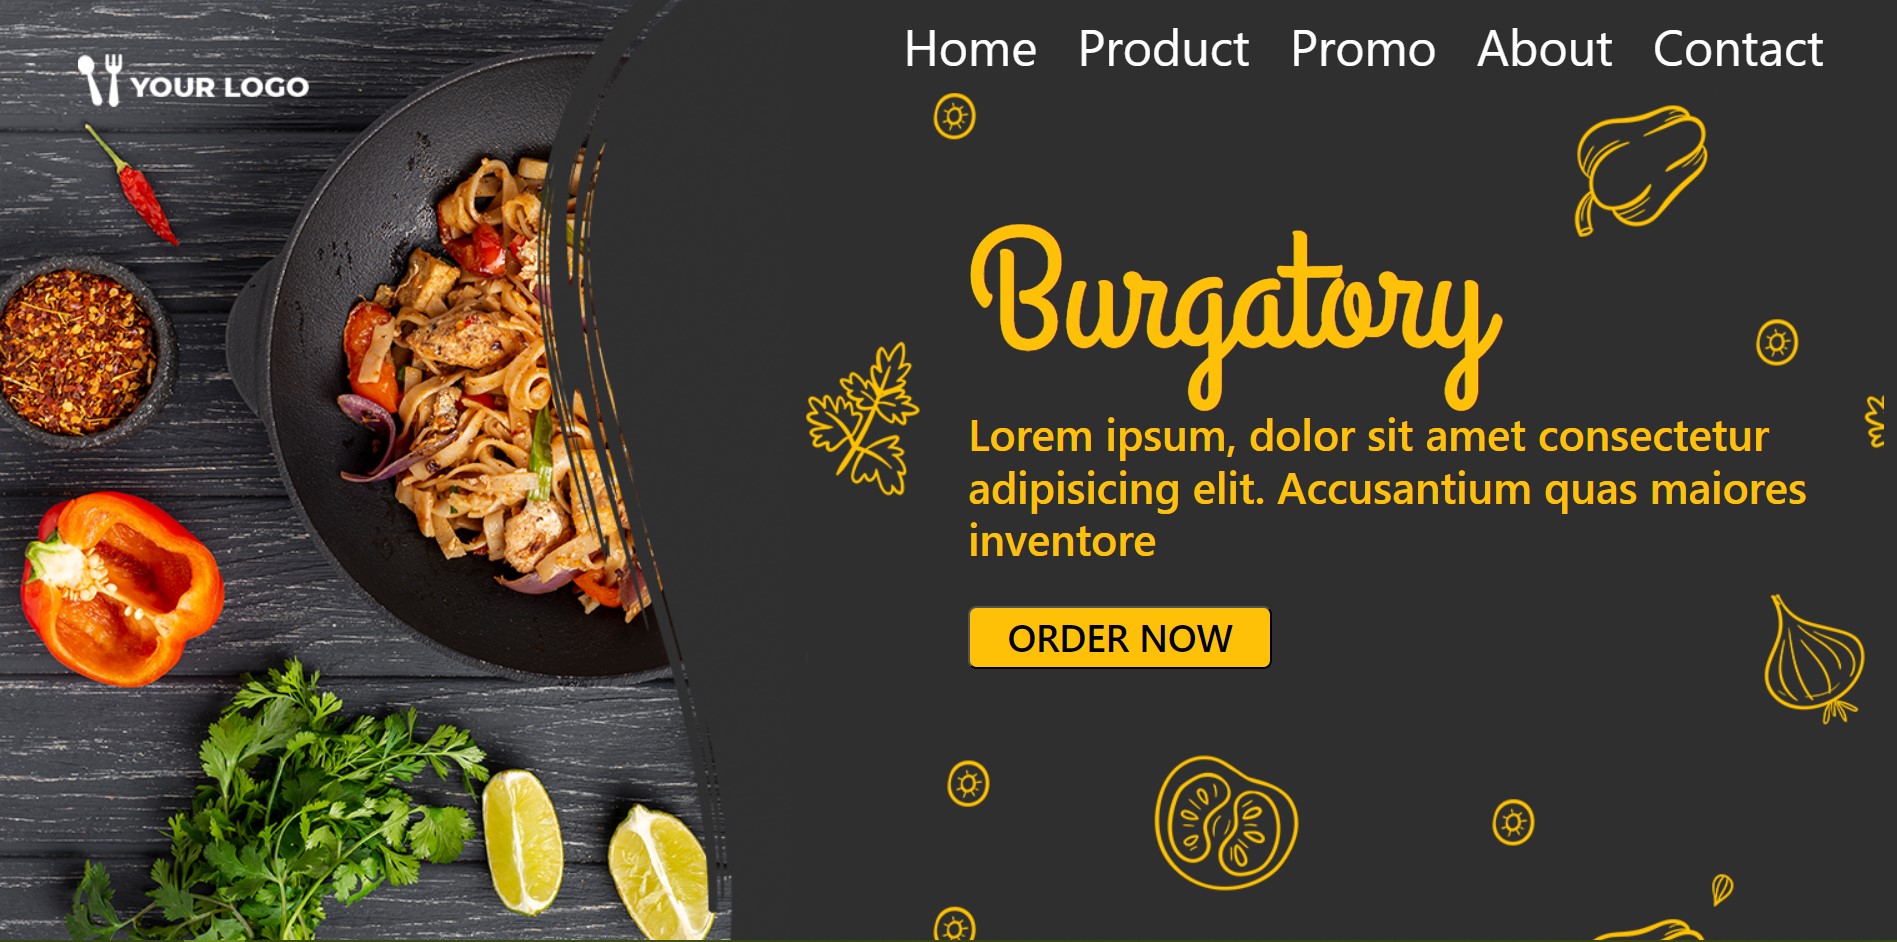 YOUR LOGO
Home Product Promo About Contact
Burgatory
Lorem ipsum, dolor sit amet consectetur
adipisicing elit. Accusantium quas maiores
inventore
ORDER NOW